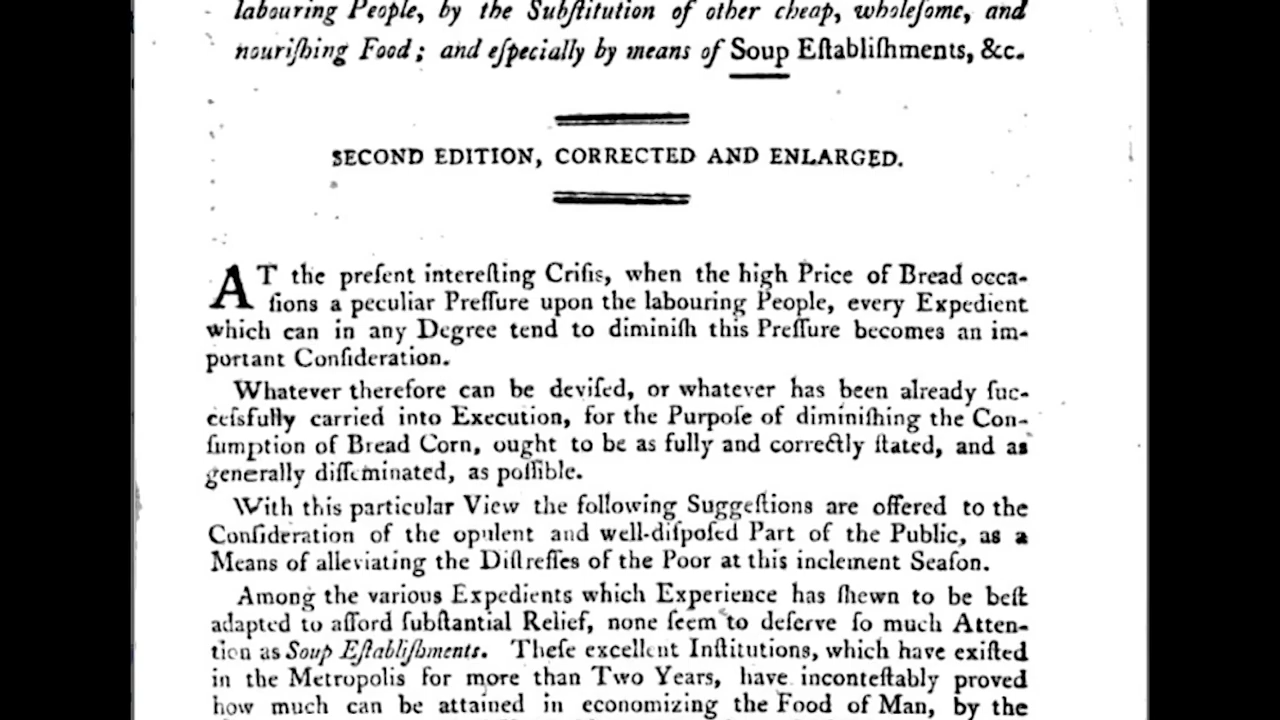 labouring People, by the Subſtitution of other cheap, wholeſome, and
nouriſhing Food; and eſpecially by means of Soup Eſtabliſhments, &c.
SECOND EDITION, CORRECTED AND ENLARGED.
AT the preſent intereſting Criſis, when the high Price of Bread occa-
ſions a peculiar Preſſure upon the labouring People, every Expedient
which can in any Degree tend to diminiſh this Preſſure becomes an im-
portant Conſideration.
Whatever therefore can be deviſed, or whatever has been already ſuc-
ceſsfully carried into Execution, for the Purpoſe of diminiſhing the Con-
ſumption of Bread Corn, ought to be as fully and correctly ſtated, and as
generally diſſeminated, as poſſible.
With this particular View the following Suggeſtions are offered to the
Conſideration of the opulent and well-diſpoſed Part of the Public, as a
Means of alleviating the Diſtreſſes of the Poor at this inclement Seaſon.
Among the various Expedients which Experience has ſhewn to be beſt
adapted to afford ſubſtantial Relief, none ſeem to deſerve ſo much Atten-
tion as Soup Eſtabliſhments. Theſe excellent Inſtitutions, which have exiſted
in the Metropolis for more than Two Years, have inconteſtably proved
how much can be attained in economizing the Food of Man, by the